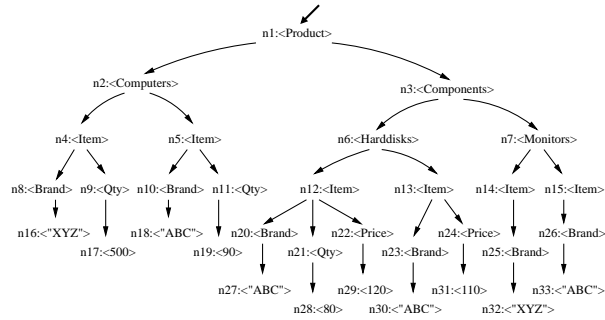 n1:<Product>
n2:<Computers>
n3:<Components>
n4:<Item> n5:<Item> n6:<Harddisks> n7:<Monitors>
n8:<Brand> n9:<Qty> n10:<Brand> n11:<Qty> n12:<Item> n13:<Item> n14:<Item> n15:<Item>
n16:<"XYZ"> n18:<"ABC"> n20:<Brand> n22:<Price> n24:<Price> n26:<Brand>
n17:<500> n19:<90> n21:<Qty> n23:<Brand> n25:<Brand>
n27:<"ABC"> n29:<120> n31:<110> n33:<"ABC">
n28:<80> n30:<"ABC"> n32:<"XYZ">